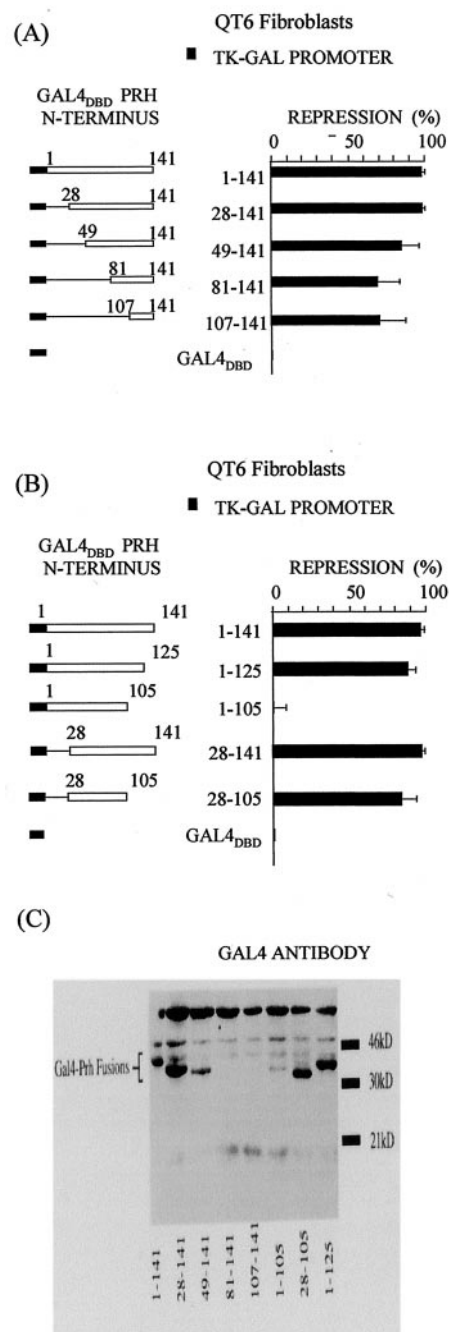 (A)
QT6 Fibroblasts
TK-GAL PROMOTER
GAL4DBD PRH
N-TERMINUS
REPRESSION (%)
0 50 100
1 141
28 141
49 141
81 141
107 141
1-141
28-141
49-141
81-141
107-141
GAL4DBD
(B)
QT6 Fibroblasts
TK-GAL PROMOTER
GAL4DBD PRH
N-TERMINUS
REPRESSION (%)
0 50 100
1 141
1 125
1 105
28 141
28 105
1-141
1-125
1-105
28-141
28-105
GAL4DBD
(C)
GAL4 ANTIBODY
Gal4-Prh Fusions
46kD
30kD
21kD
1-141
28-141
49-141
81-141
107-141
1-105
28-105
1-125